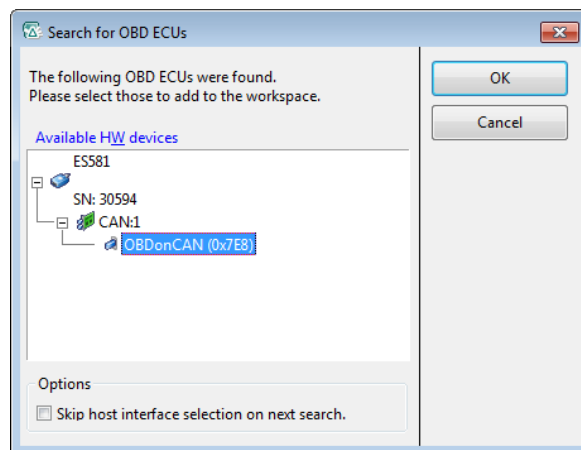 Search for OBD ECUs
The following OBD ECUs were found.
Please select those to add to the workspace.
OK
Cancel
Available HW devices
ES581
SN: 30594
CAN:1
OBDonCAN (0x7E8)
Options
Skip host interface selection on next search.